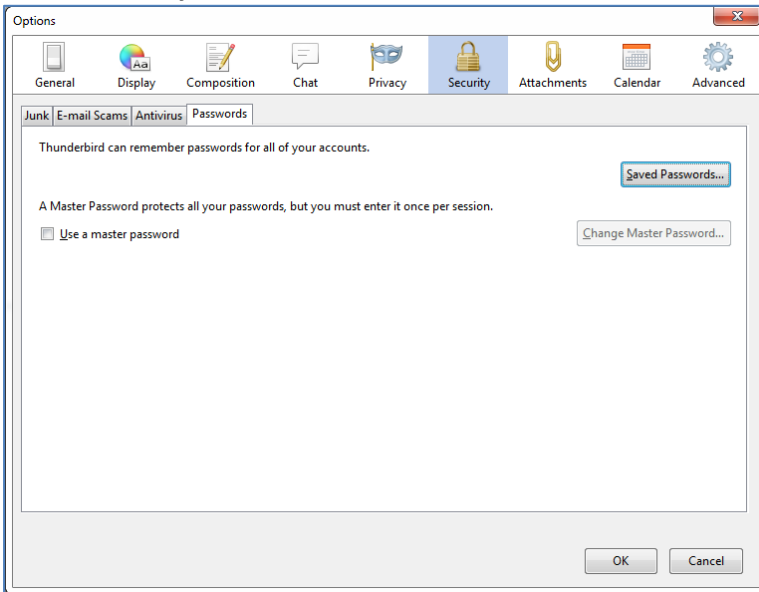 Options
General Display Composition Chat Privacy Security Attachments Calendar Advanced
Junk E-mail Scams Antivirus Passwords
Thunderbird can remember passwords for all of your accounts.
Saved Passwords...
A Master Password protects all your passwords, but you must enter it once per session.
Use a master password Change Master Password...
OK Cancel